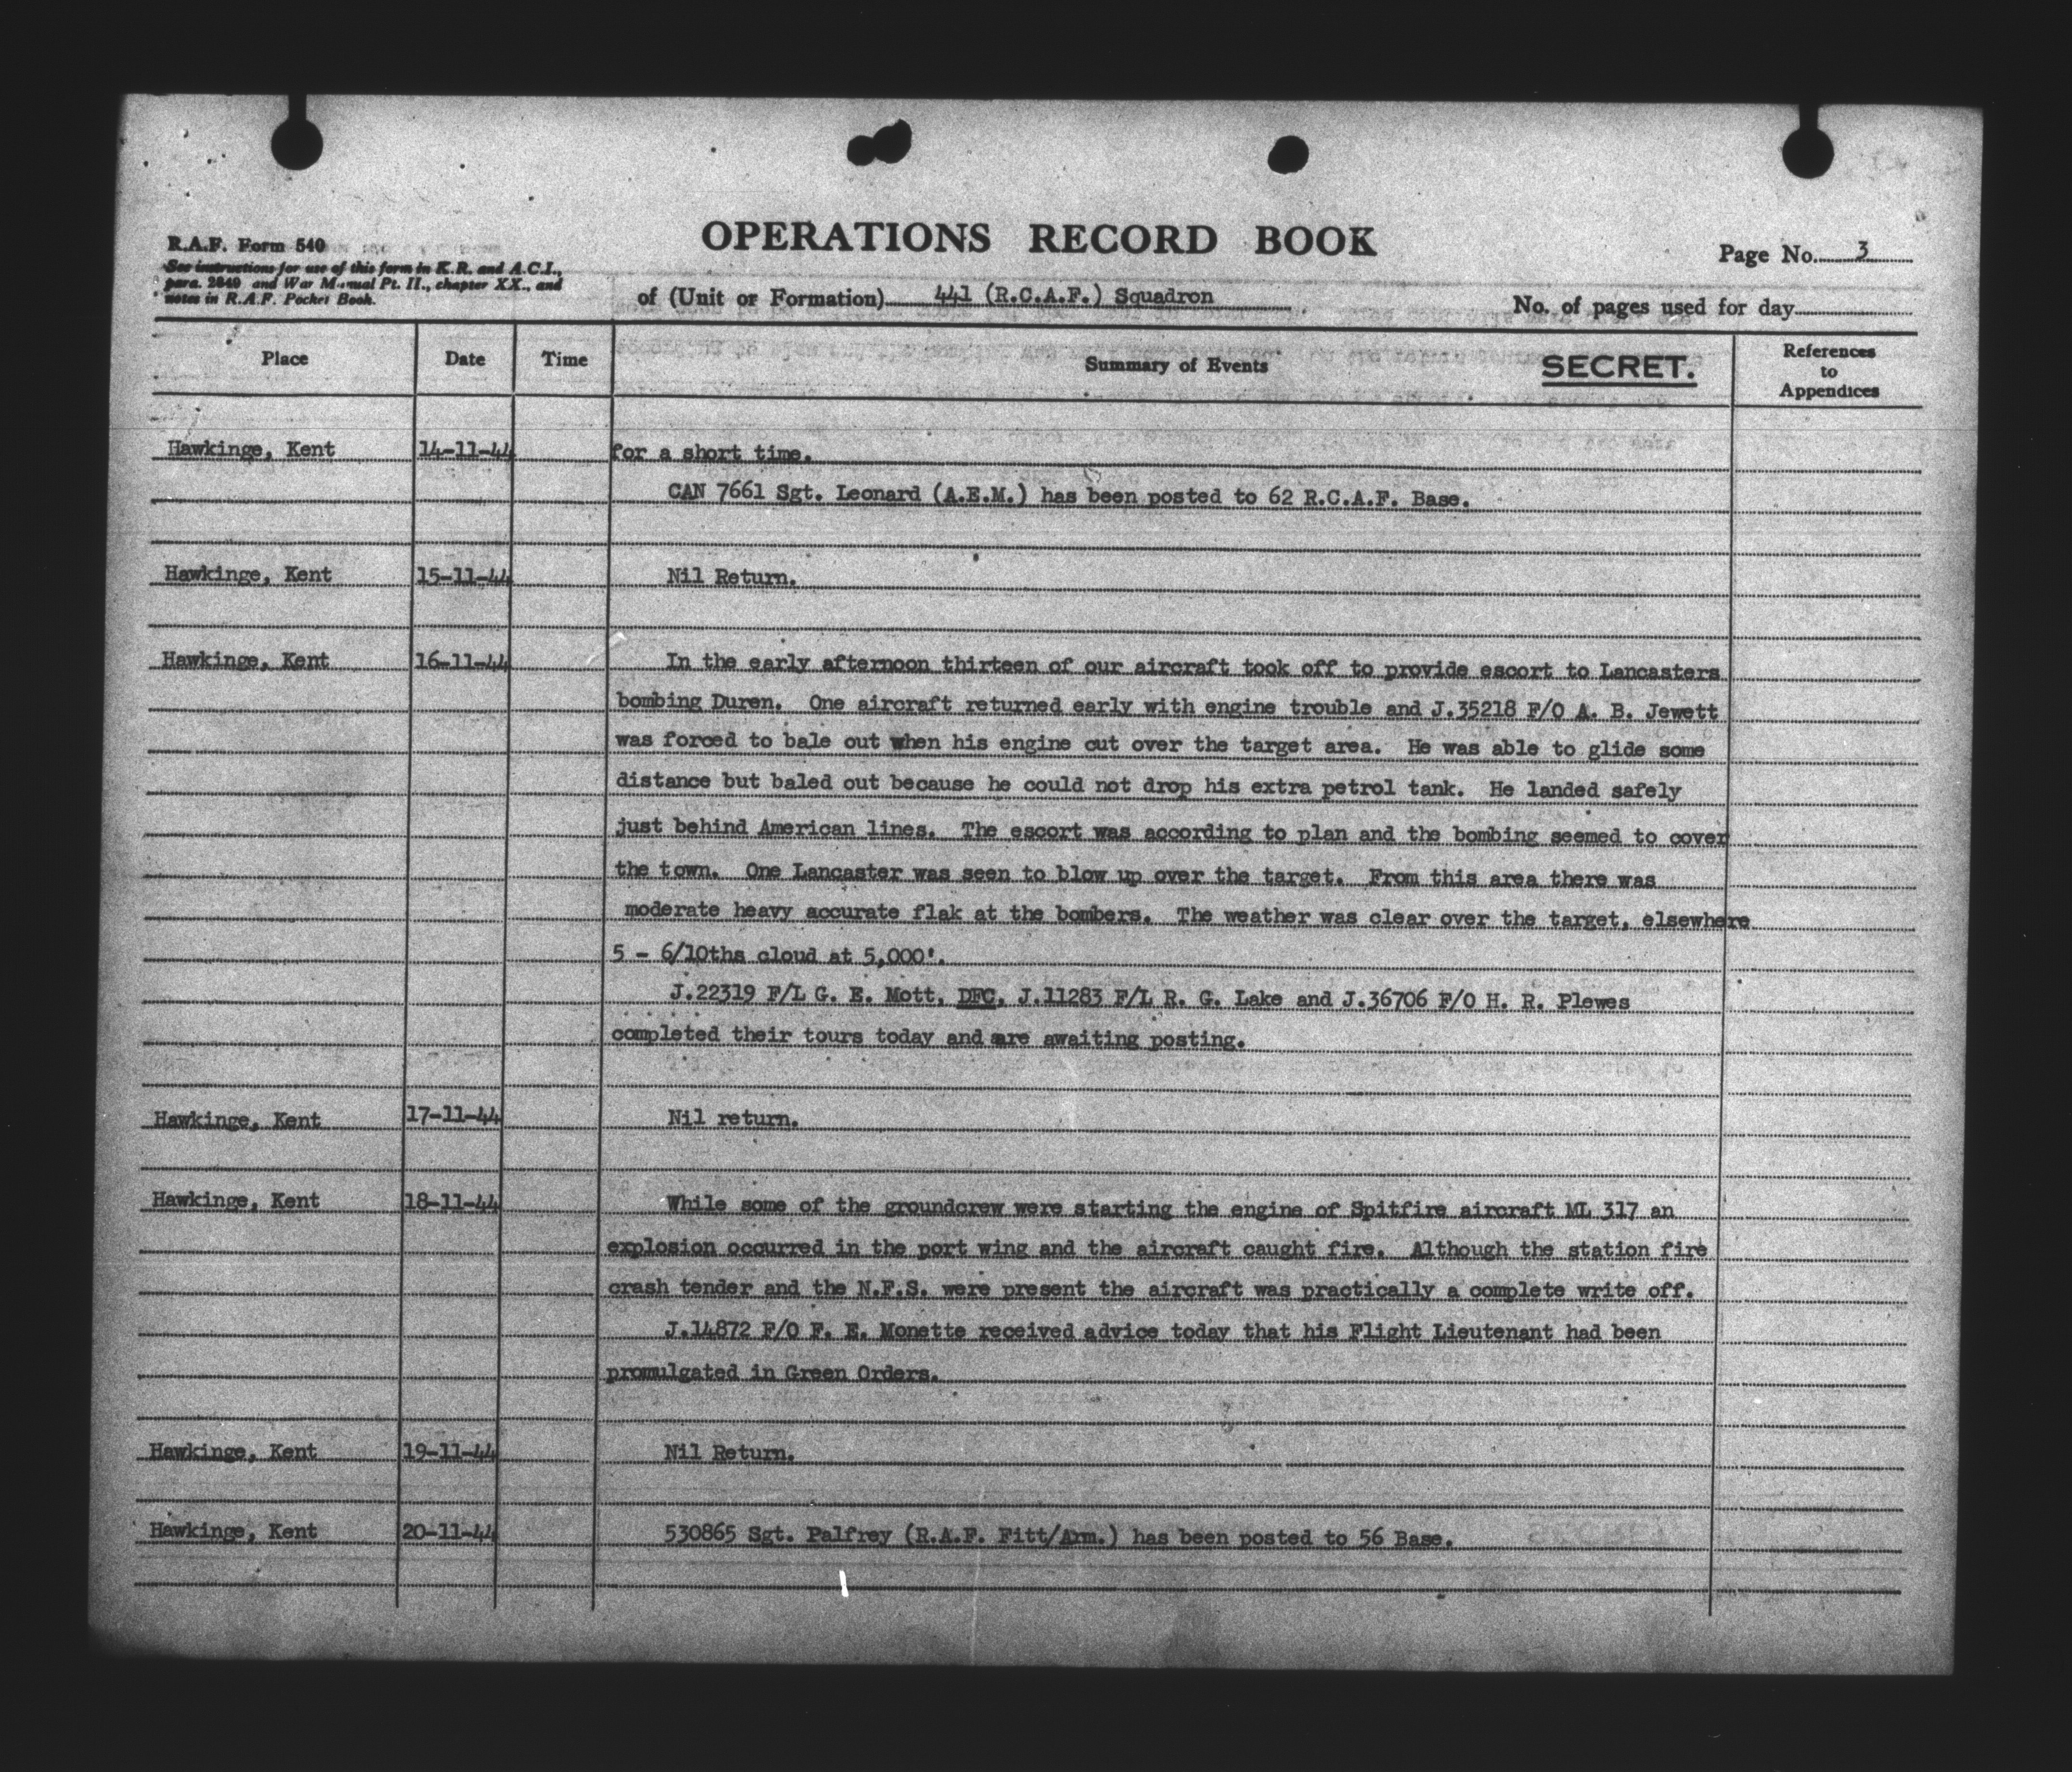 R.A.F. Form 540
See instructions for use of this form in K.R. and A.C.I.,
para. 2349 and War Manual Pt. II., chapter XX., and
notes in R.A.F. Pocket Book.
OPERATIONS RECORD BOOK
Page No. 3
of (Unit or Formation) 441 (R.C.A.F.) Squadron
No. of pages used for day
Place Date Time Summary of Events SECRET. References to Appendices
Hawkinge, Kent 14-11-44 for a short time.
CAN 7661 Sgt. Leonard (A.E.M.) has been posted to 62 R.C.A.F. Base.
Hawkinge, Kent 15-11-44 Nil Return.
Hawkinge, Kent 16-11-44 In the early afternoon thirteen of our aircraft took off to provide escort to Lancasters
bombing Duren. One aircraft returned early with engine trouble and J.35218 F/O A. B. Jewett
was forced to bale out when his engine cut over the target area. He was able to glide some
distance but baled out because he could not drop his extra petrol tank. He landed safely
just behind American lines. The escort was according to plan and the bombing seemed to cover
the town. One Lancaster was seen to blow up over the target. From this area there was
moderate heavy accurate flak at the bombers. The weather was clear over the target, elsewhere
5 - 6/10ths cloud at 5,000'.
J.22319 F/L G. E. Mott, DFC, J.11283 F/L R. G. Lake and J.36706 F/O H. R. Plewes
completed their tours today and are awaiting posting.
Hawkinge, Kent 17-11-44 Nil return.
Hawkinge, Kent 18-11-44 While some of the groundcrew were starting the engine of Spitfire aircraft ML 317 an
explosion occurred in the port wing and the aircraft caught fire. Although the station fire
crash tender and the N.F.S. were present the aircraft was practically a complete write off.
J.14872 F/O F. E. Monette received advice today that his Flight Lieutenant had been
promulgated in Green Orders.
Hawkinge, Kent 19-11-44 Nil Return.
Hawkinge, Kent 20-11-44 530865 Sgt. Palfrey (R.A.F. Fitt/Arm.) has been posted to 56 Base.